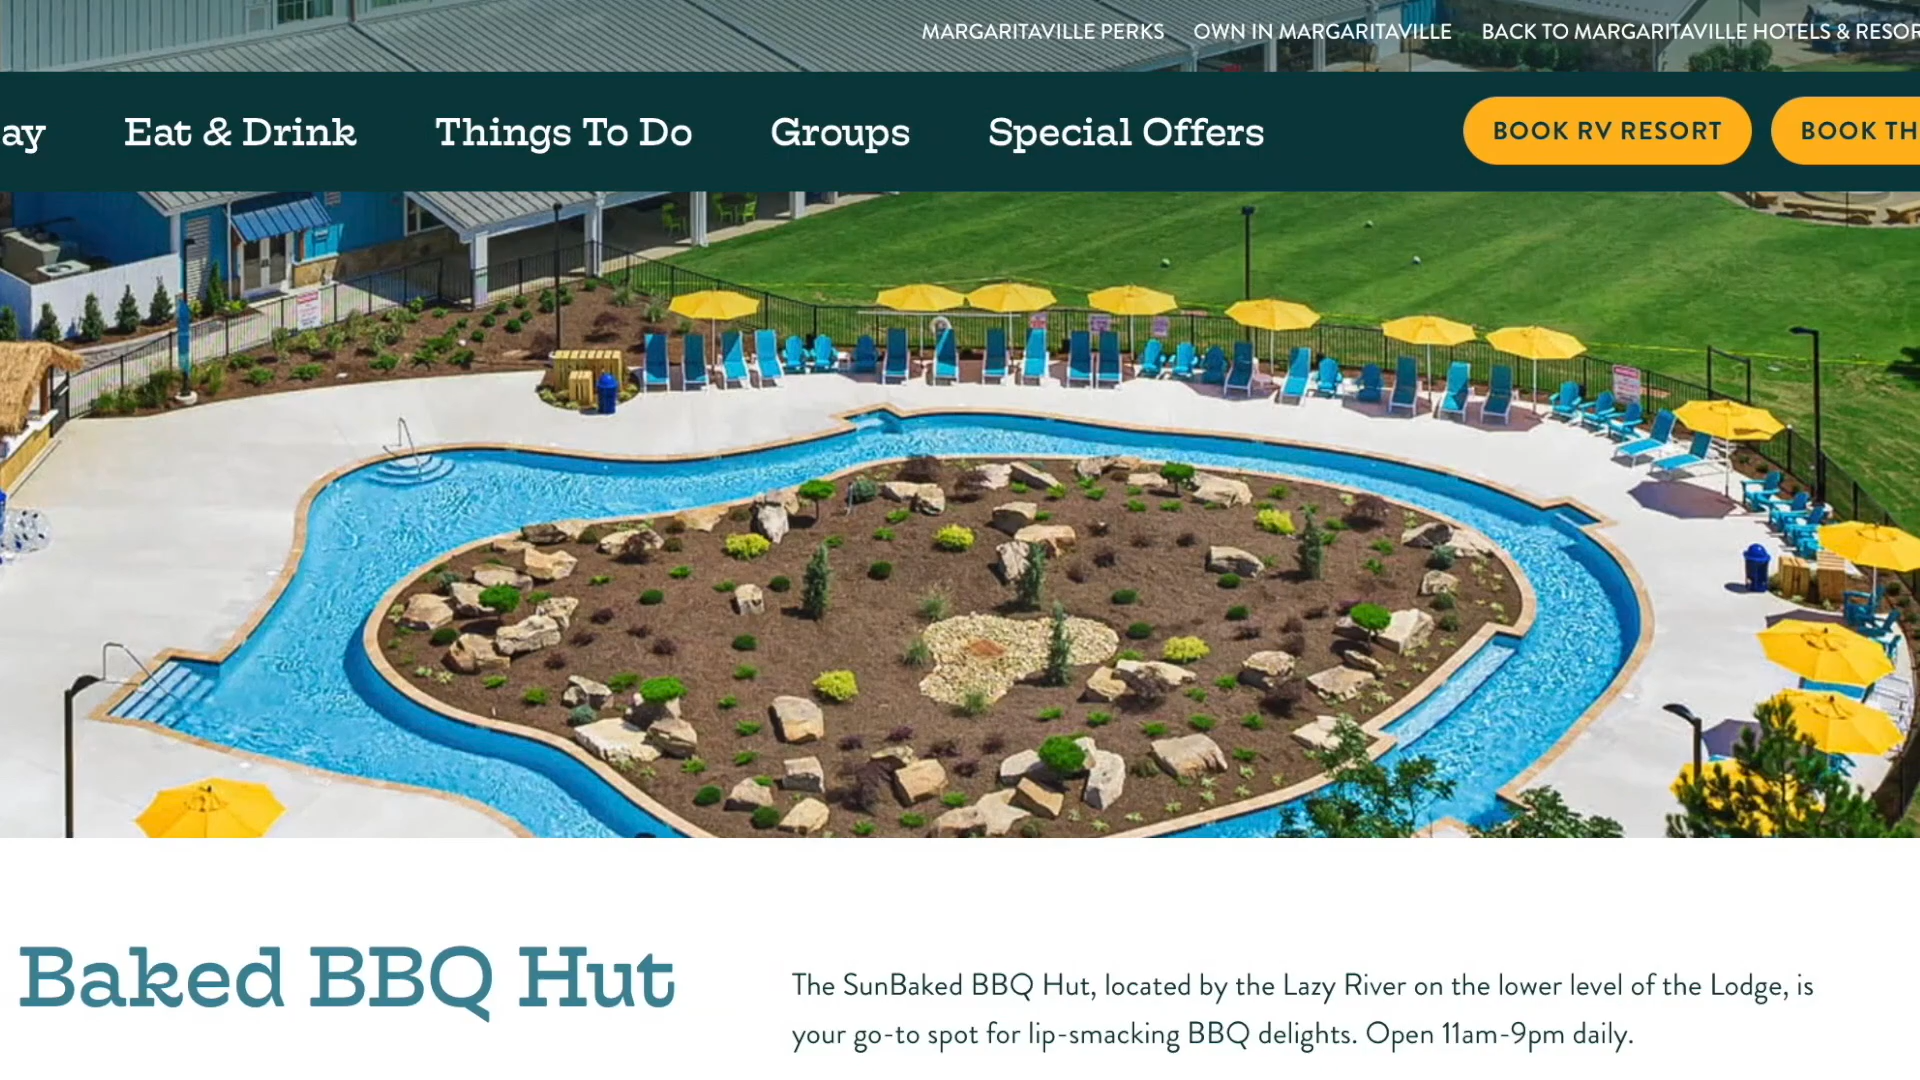 MARGARITAVILLE PERKS OWN IN MARGARITAVILLE BACK TO MARGARITAVILLE HOTELS & RESOR
ay Eat & Drink Things To Do Groups Special Offers BOOK RV RESORT BOOK TH
Baked BBQ Hut
The SunBaked BBQ Hut, located by the Lazy River on the lower level of the Lodge, is
your go-to spot for lip-smacking BBQ delights. Open 11am-9pm daily.